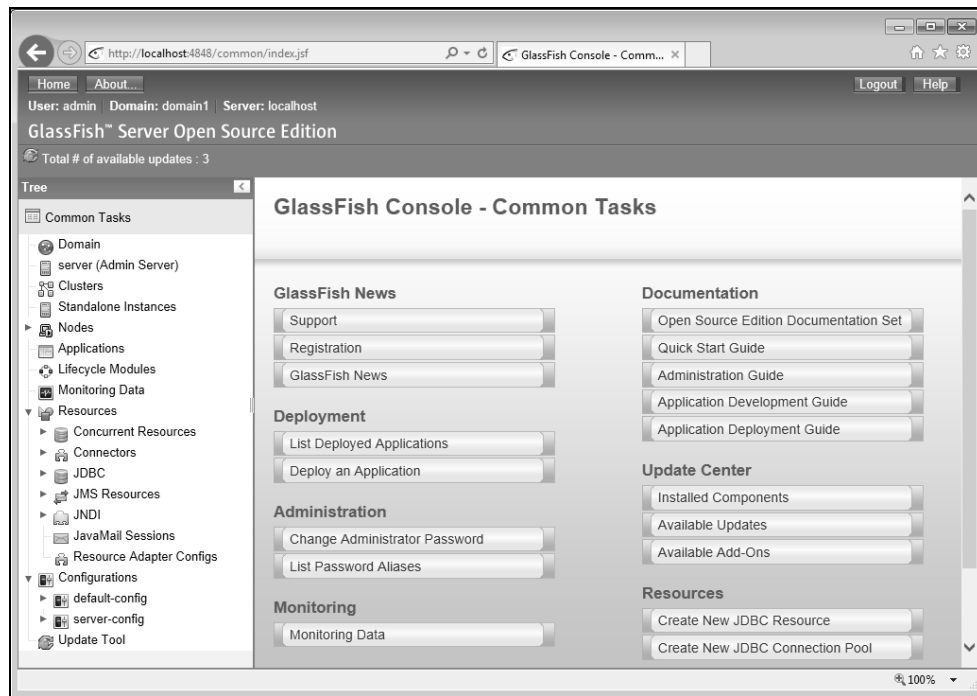 http://localhost:4848/common/index.jsf
GlassFish Console - Comm...
Home About...
Logout Help
User: admin Domain: domain1 Server: localhost
GlassFish™ Server Open Source Edition
Total # of available updates : 3
Tree
Common Tasks
Domain
server (Admin Server)
Clusters
Standalone Instances
Nodes
Applications
Lifecycle Modules
Monitoring Data
Resources
Concurrent Resources
Connectors
JDBC
JMS Resources
JNDI
JavaMail Sessions
Resource Adapter Configs
Configurations
default-config
server-config
Update Tool
GlassFish Console - Common Tasks
GlassFish News
Support
Registration
GlassFish News
Deployment
List Deployed Applications
Deploy an Application
Administration
Change Administrator Password
List Password Aliases
Monitoring
Monitoring Data
Documentation
Open Source Edition Documentation Set
Quick Start Guide
Administration Guide
Application Development Guide
Application Deployment Guide
Update Center
Installed Components
Available Updates
Available Add-Ons
Resources
Create New JDBC Resource
Create New JDBC Connection Pool
100%